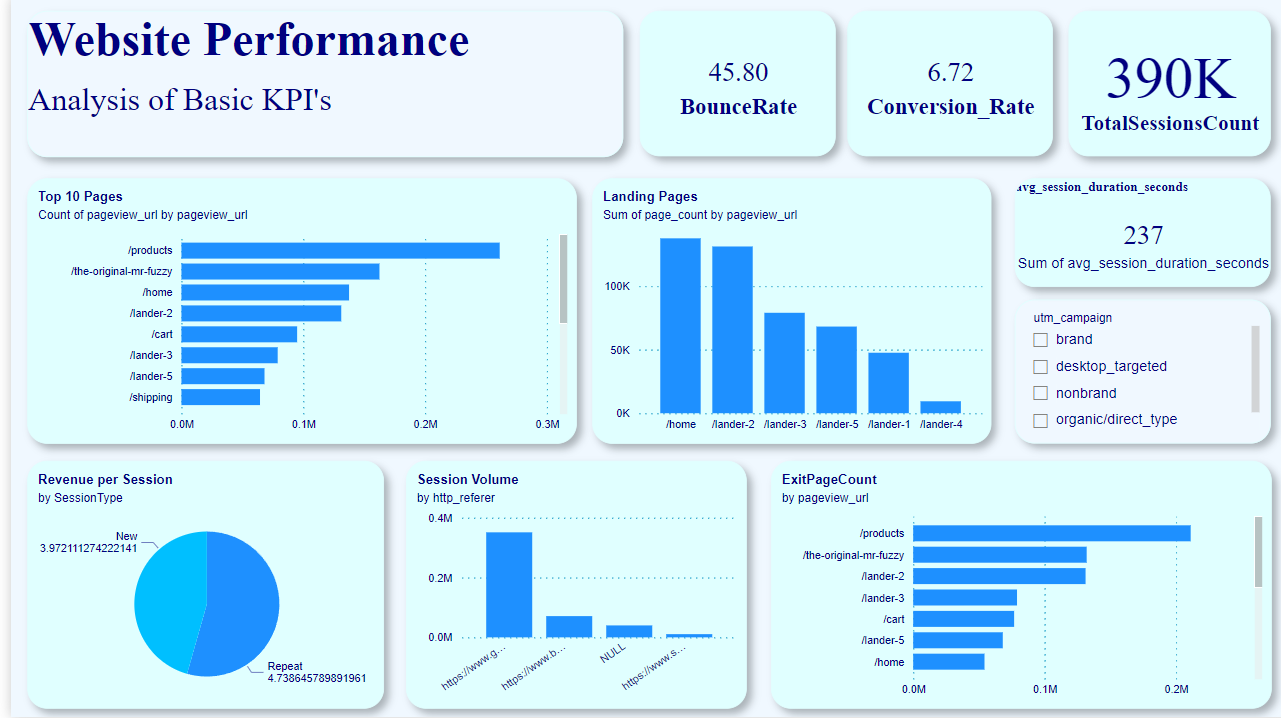 Website Performance
Analysis of Basic KPI's
45.80
BounceRate
6.72
Conversion_Rate
390K
TotalSessionsCount
Top 10 Pages
Count of pageview_url by pageview_url
/products
/the-original-mr-fuzzy
/home
/lander-2
/cart
/lander-3
/lander-5
/shipping
0.0M 0.1M 0.2M 0.3M
Landing Pages
Sum of page_count by pageview_url
100K
50K
0K
/home /lander-2 /lander-3 /lander-5 /lander-1 /lander-4
avg_session_duration_seconds
237
Sum of avg_session_duration_seconds
utm_campaign
brand
desktop_targeted
nonbrand
organic/direct_type
Revenue per Session
by SessionType
New
3.972111274222141
Repeat
4.738645789891961
Session Volume
by http_referer
0.4M
0.2M
0.0M
https://www.g... https://www.b... NULL https://www.s...
ExitPageCount
by pageview_url
/products
/the-original-mr-fuzzy
/lander-2
/lander-3
/cart
/lander-5
/home
0.0M 0.1M 0.2M